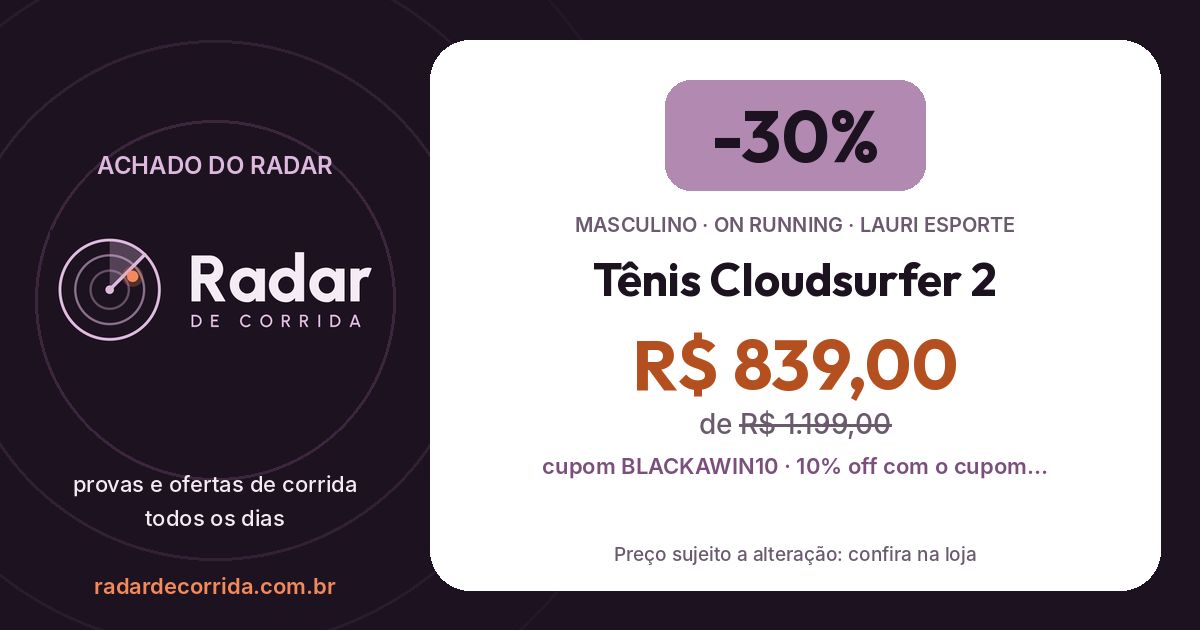 ACHADO DO RADAR
Radar
DE CORRIDA
provas e ofertas de corrida
todos os dias
radardecorrida.com.br
-30%
MASCULINO · ON RUNNING · LAURI ESPORTE
Tênis Cloudsurfer 2
R$ 839,00
de R$ 1.199,00
cupom BLACKAWIN10 · 10% off com o cupom...
Preço sujeito a alteração: confira na loja